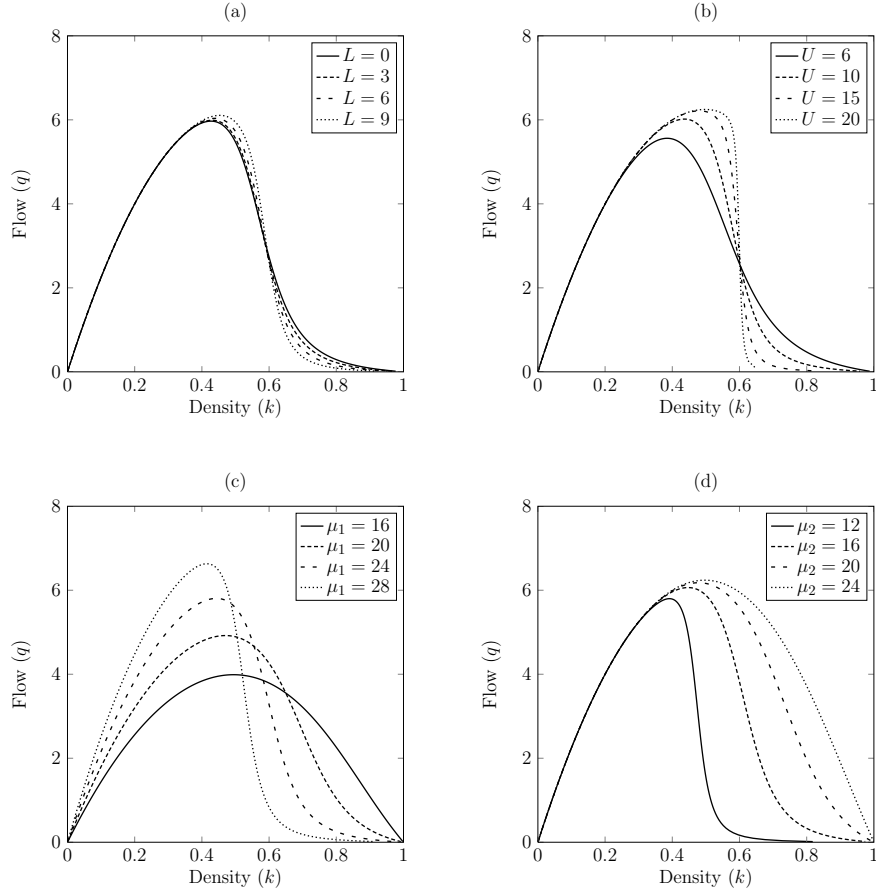 (a)
8
6
4
2
0
0 0.2 0.4 0.6 0.8 1
Flow (q)
Density (k)
L = 0
L = 3
L = 6
L = 9
(b)
8
6
4
2
0
0 0.2 0.4 0.6 0.8 1
Flow (q)
Density (k)
U = 6
U = 10
U = 15
U = 20
(c)
8
6
4
2
0
0 0.2 0.4 0.6 0.8 1
Flow (q)
Density (k)
μ₁ = 16
μ₁ = 20
μ₁ = 24
μ₁ = 28
(d)
8
6
4
2
0
0 0.2 0.4 0.6 0.8 1
Flow (q)
Density (k)
μ₂ = 12
μ₂ = 16
μ₂ = 20
μ₂ = 24